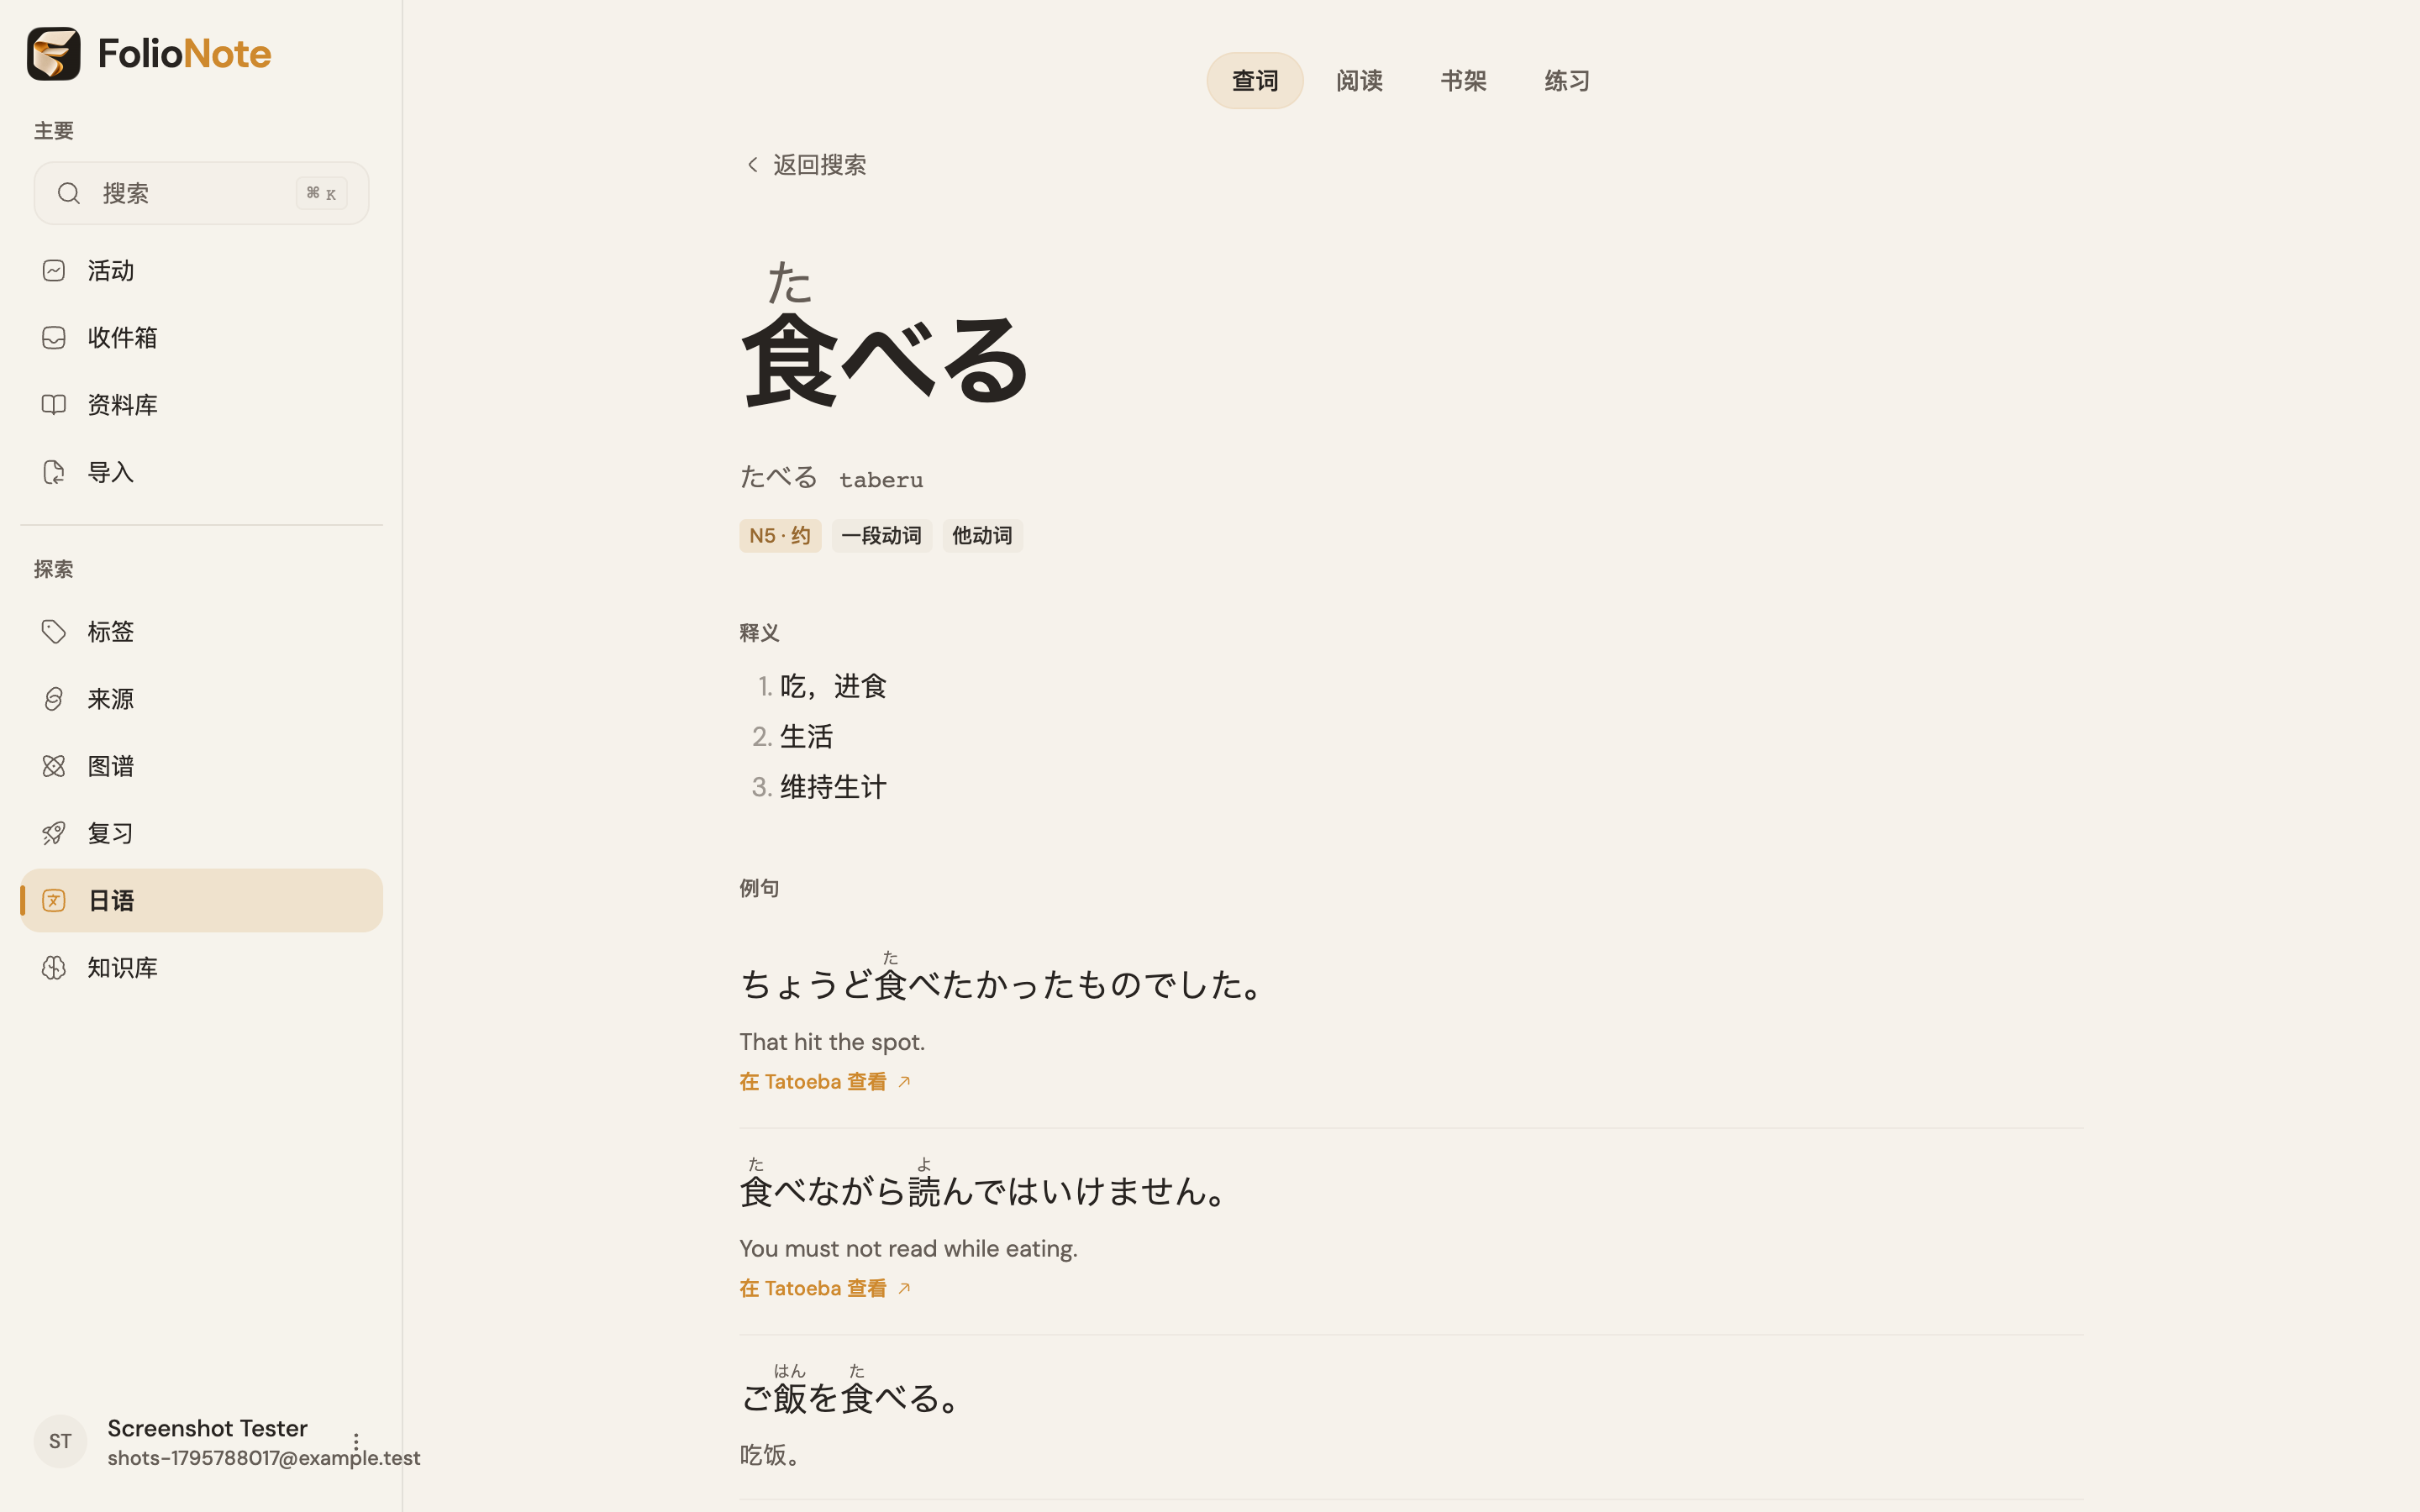 FolioNote
主要
搜索 ⌘ K
活动
收件箱
资料库
导入
探索
标签
来源
图谱
复习
日语
知识库
ST
Screenshot Tester
shots-1795788017@example.test
查词 阅读 书架 练习
返回搜索
た
食べる
たべる taberu
N5 · 约 一段动词 他动词
释义
1. 吃，进食
2. 生活
3. 维持生计
例句
た
ちょうど食べたかったものでした。
That hit the spot.
在 Tatoeba 查看 ↗
た よ
食べながら読んではいけません。
You must not read while eating.
在 Tatoeba 查看 ↗
はん た
ご飯を食べる。
吃饭。